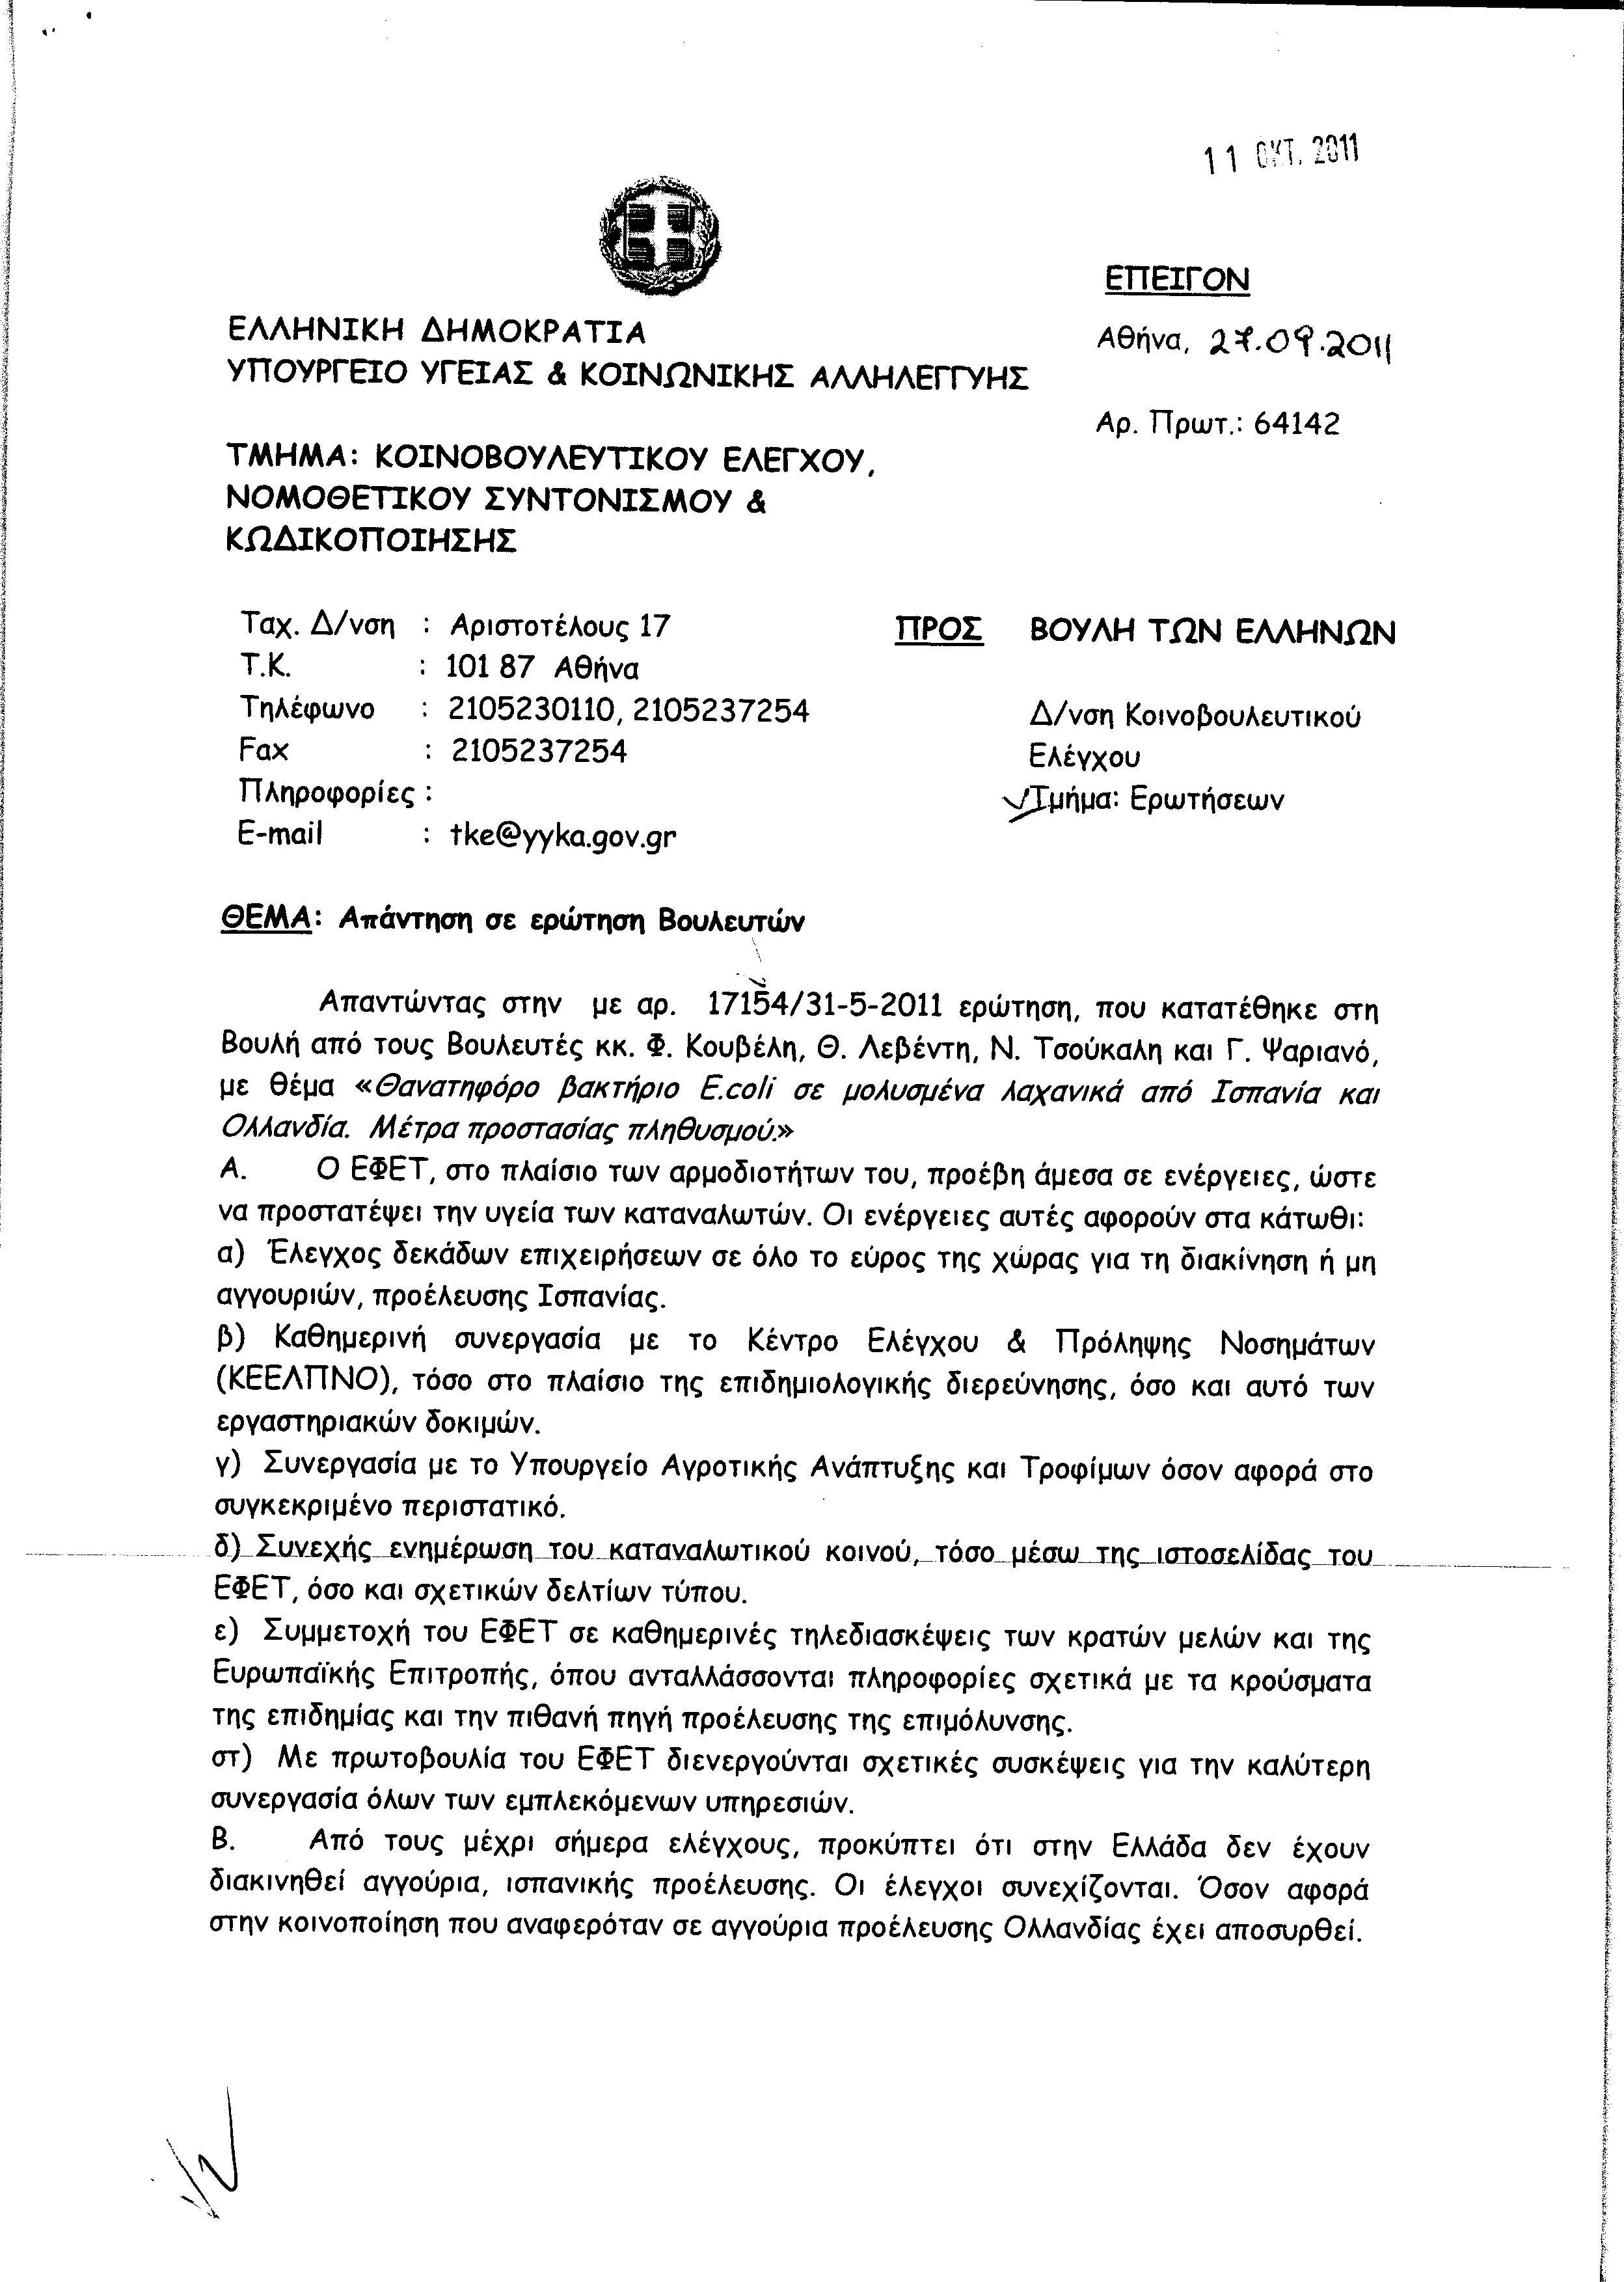 11 ΟΚΤ. 2011
ΕΠΕΙΓΟΝ
ΕΛΛΗΝΙΚΗ ΔΗΜΟΚΡΑΤΙΑ
ΥΠΟΥΡΓΕΙΟ ΥΓΕΙΑΣ & ΚΟΙΝΩΝΙΚΗΣ ΑΛΛΗΛΕΓΓΥΗΣ
Αθήνα, 27.09.2011
Αρ. Πρωτ.: 64142
ΤΜΗΜΑ: ΚΟΙΝΟΒΟΥΛΕΥΤΙΚΟΥ ΕΛΕΓΧΟΥ,
ΝΟΜΟΘΕΤΙΚΟΥ ΣΥΝΤΟΝΙΣΜΟΥ &
ΚΩΔΙΚΟΠΟΙΗΣΗΣ
Ταχ. Δ/νση : Αριστοτέλους 17
Τ.Κ. : 101 87 Αθήνα
Τηλέφωνο : 2105230110, 2105237254
Fax : 2105237254
Πληροφορίες :
E-mail : tke@yyka.gov.gr
ΠΡΟΣ ΒΟΥΛΗ ΤΩΝ ΕΛΛΗΝΩΝ
Δ/νση Κοινοβουλευτικού
Ελέγχου
Τμήμα: Ερωτήσεων
ΘΕΜΑ: Απάντηση σε ερώτηση Βουλευτών
Απαντώντας στην με αρ. 17154/31-5-2011 ερώτηση, που κατατέθηκε στη
Βουλή από τους Βουλευτές κκ. Φ. Κουβέλη, Θ. Λεβέντη, Ν. Τσούκαλη και Γ. Ψαριανό,
με θέμα «Θανατηφόρο βακτήριο E.coli σε μολυσμένα λαχανικά από Ισπανία και
Ολλανδία. Μέτρα προστασίας πληθυσμού.»
Α. Ο ΕΦΕΤ, στο πλαίσιο των αρμοδιοτήτων του, προέβη άμεσα σε ενέργειες, ώστε
να προστατέψει την υγεία των καταναλωτών. Οι ενέργειες αυτές αφορούν στα κάτωθι:
α) Έλεγχος δεκάδων επιχειρήσεων σε όλο το εύρος της χώρας για τη διακίνηση ή μη
αγγουριών, προέλευσης Ισπανίας.
β) Καθημερινή συνεργασία με το Κέντρο Ελέγχου & Πρόληψης Νοσημάτων
(ΚΕΕΛΠΝΟ), τόσο στο πλαίσιο της επιδημιολογικής διερεύνησης, όσο και αυτό των
εργαστηριακών δοκιμών.
γ) Συνεργασία με το Υπουργείο Αγροτικής Ανάπτυξης και Τροφίμων όσον αφορά στο
συγκεκριμένο περιστατικό.
δ) Συνεχής ενημέρωση του καταναλωτικού κοινού, τόσο μέσω της ιστοσελίδας του
ΕΦΕΤ, όσο και σχετικών δελτίων τύπου.
ε) Συμμετοχή του ΕΦΕΤ σε καθημερινές τηλεδιασκέψεις των κρατών μελών και της
Ευρωπαϊκής Επιτροπής, όπου ανταλλάσσονται πληροφορίες σχετικά με τα κρούσματα
της επιδημίας και την πιθανή πηγή προέλευσης της επιμόλυνσης.
στ) Με πρωτοβουλία του ΕΦΕΤ διενεργούνται σχετικές συσκέψεις για την καλύτερη
συνεργασία όλων των εμπλεκόμενων υπηρεσιών.
Β. Από τους μέχρι σήμερα ελέγχους, προκύπτει ότι στην Ελλάδα δεν έχουν
διακινηθεί αγγούρια, ισπανικής προέλευσης. Οι έλεγχοι συνεχίζονται. Όσον αφορά
στην κοινοποίηση που αναφερόταν σε αγγούρια προέλευσης Ολλανδίας έχει αποσυρθεί.